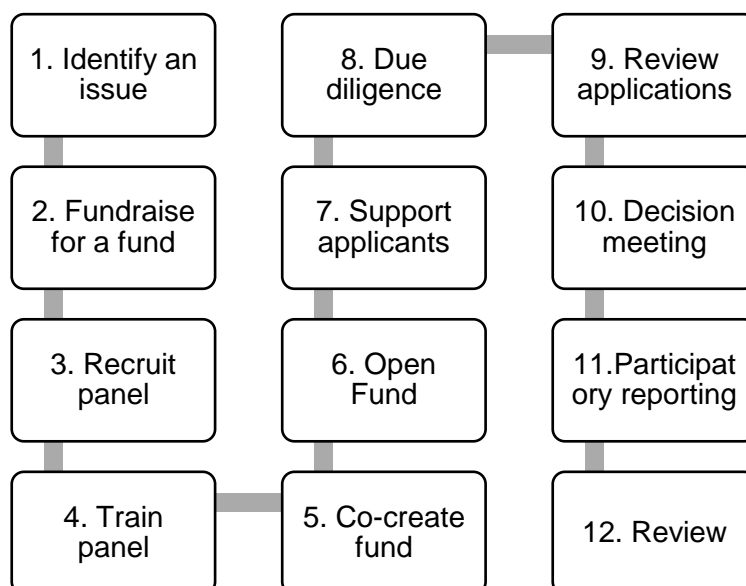 1. Identify an
issue
2. Fundraise
for a fund
3. Recruit
panel
4. Train
panel
5. Co-create
fund
6. Open
Fund
7. Support
applicants
8. Due
diligence
9. Review
applications
10. Decision
meeting
11.Participat
ory reporting
12. Review